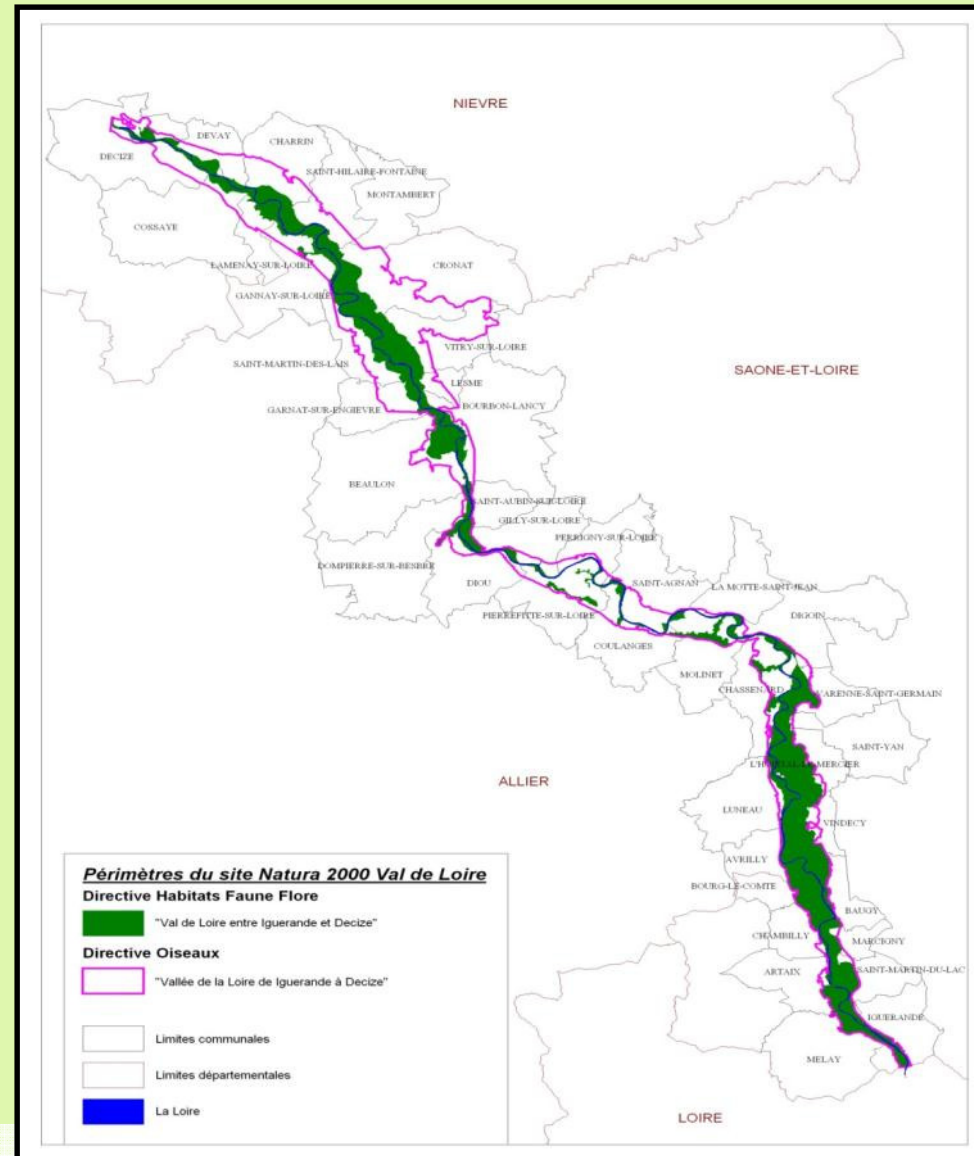 NIEVRE
DEVAY
CHARRIN
DECIZE
SAINT-HILAIRE-FONTAINE
MONTAMBERT
COSSAYE
LAMENAY-SUR-LOIRE
CRONAT
GANNAY-SUR-LOIRE
VITRY-SUR-LOIRE
SAINT-MARTIN-DES-LAIS
SAONE-ET-LOIRE
LESME
GARNAT-SUR-ENGIEVRE
BOURBON-LANCY
BEAULON
SAINT-AUBIN-SUR-LOIRE
GILLY-SUR-LOIRE
PERRIGNY-SUR-LOIRE
DOMPIERRE-SUR-BESBRE
DIOU
SAINT-AGNAN
LA MOTTE-SAINT-JEAN
PIERREFITTE-SUR-LOIRE
DIGOIN
COULANGES
MOLINET
CHASSENARD
VARENNE-SAINT-GERMAIN
SAINT-YAN
L'HOPITAL-LE-MERCIER
ALLIER
LUNEAU
VINDECY
AVRILLY
BOURG-LE-COMTE
BAUGY
CHAMBILLY
MARCIGNY
ARTAIX
SAINT-MARTIN-DU-LAC
IGUERANDE
MELAY
LOIRE
Périmètres du site Natura 2000 Val de Loire
Directive Habitats Faune Flore
"Val de Loire entre Iguerande et Decize"
Directive Oiseaux
"Vallée de la Loire de Iguerande à Decize"
Limites communales
Limites départementales
La Loire